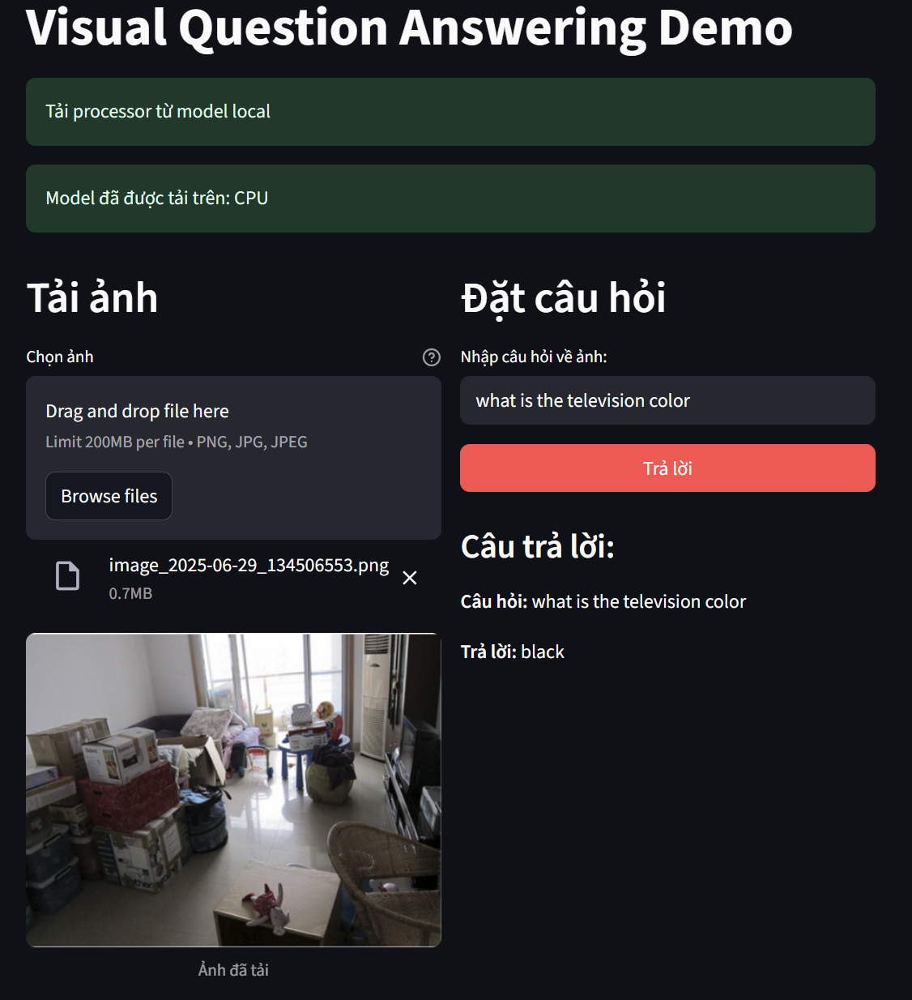 Visual Question Answering Demo
Tải processor từ model local
Model đã được tải trên: CPU
Tải ảnh
Chọn ảnh
Drag and drop file here
Limit 200MB per file • PNG, JPG, JPEG
Browse files
image_2025-06-29_134506553.png
0.7MB
Ảnh đã tải
Đặt câu hỏi
Nhập câu hỏi về ảnh:
what is the television color
Trả lời
Câu trả lời:
Câu hỏi: what is the television color
Trả lời: black